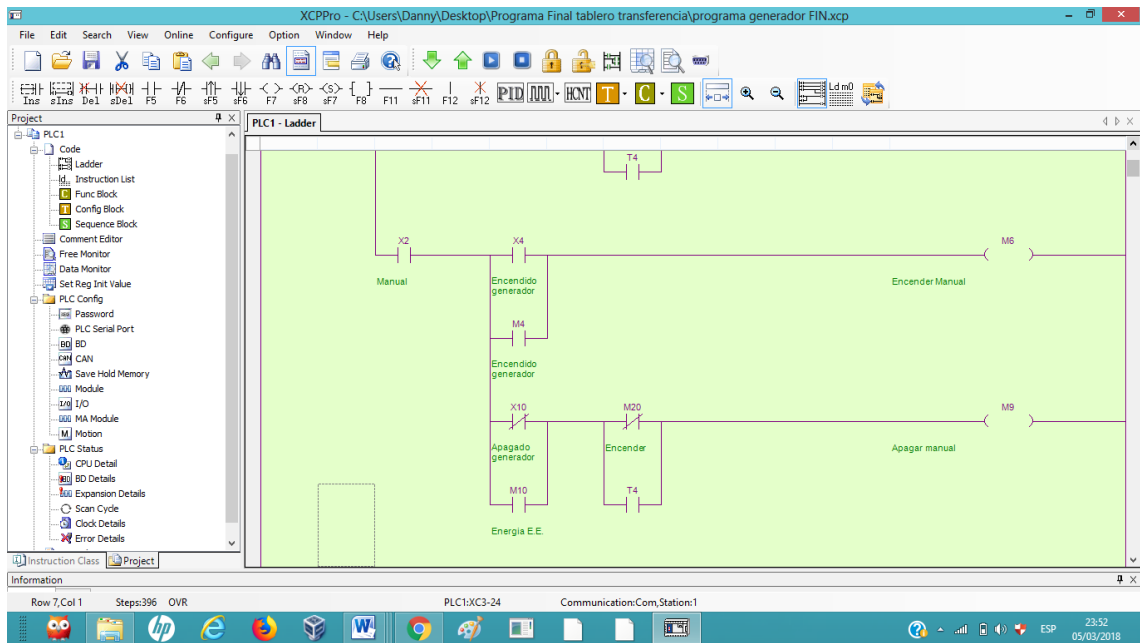 XCPPro - C:\Users\Danny\Desktop\Programa Final tablero transferencia\programa generador FIN.xcp
File Edit Search View Online Configure Option Window Help
Ins sIns Del sDel F5 F6 sF5 sF6 F7 sF8 sF7 F8 F11 sF11 F12 sF12 PID HCNT T C S Ld m0
Project
PLC1 - Ladder
PLC1
Code
Ladder
Instruction List
Func Block
Config Block
Sequence Block
Comment Editor
Free Monitor
Data Monitor
Set Reg Init Value
PLC Config
Password
PLC Serial Port
BD BD
CAN CAN
Save Hold Memory
Module
I/O I/O
MA Module
M Motion
PLC Status
CPU Detail
BD Details
Expansion Details
Scan Cycle
Clock Details
Error Details
Instruction Class Project
T4
X2 X4 M6
Manual Encendido generador Encender Manual
M4
Encendido
generador
X10 M20 M9
Apagado generador Encender Apagar manual
M10 T4
Energia E.E.
Information
Row 7,Col 1 Steps:396 OVR PLC1:XC3-24 Communication:Com,Station:1
hp W ESP 23:52
05/03/2018